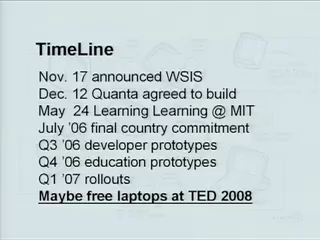 TimeLine
Nov. 17 announced WSIS
Dec. 12 Quanta agreed to build
May 24 Learning Learning @ MIT
July '06 final country commitment
Q3 '06 developer prototypes
Q4 '06 education prototypes
Q1 '07 rollouts
Maybe free laptops at TED 2008